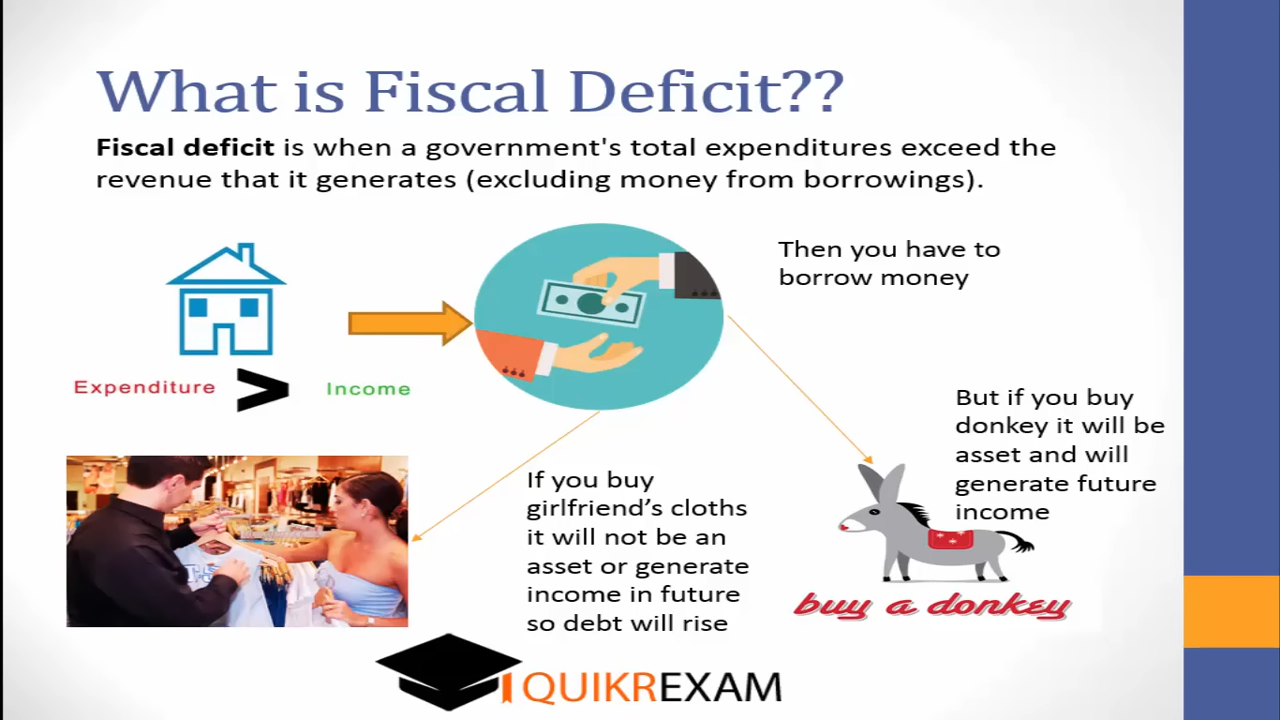 What is Fiscal Deficit??
Fiscal deficit is when a government's total expenditures exceed the
revenue that it generates (excluding money from borrowings).
Then you have to
borrow money
Expenditure > Income
But if you buy
donkey it will be
asset and will
generate future
income
If you buy
girlfriend’s cloths
it will not be an
asset or generate
income in future
so debt will rise
buy a donkey
QUIKREXAM